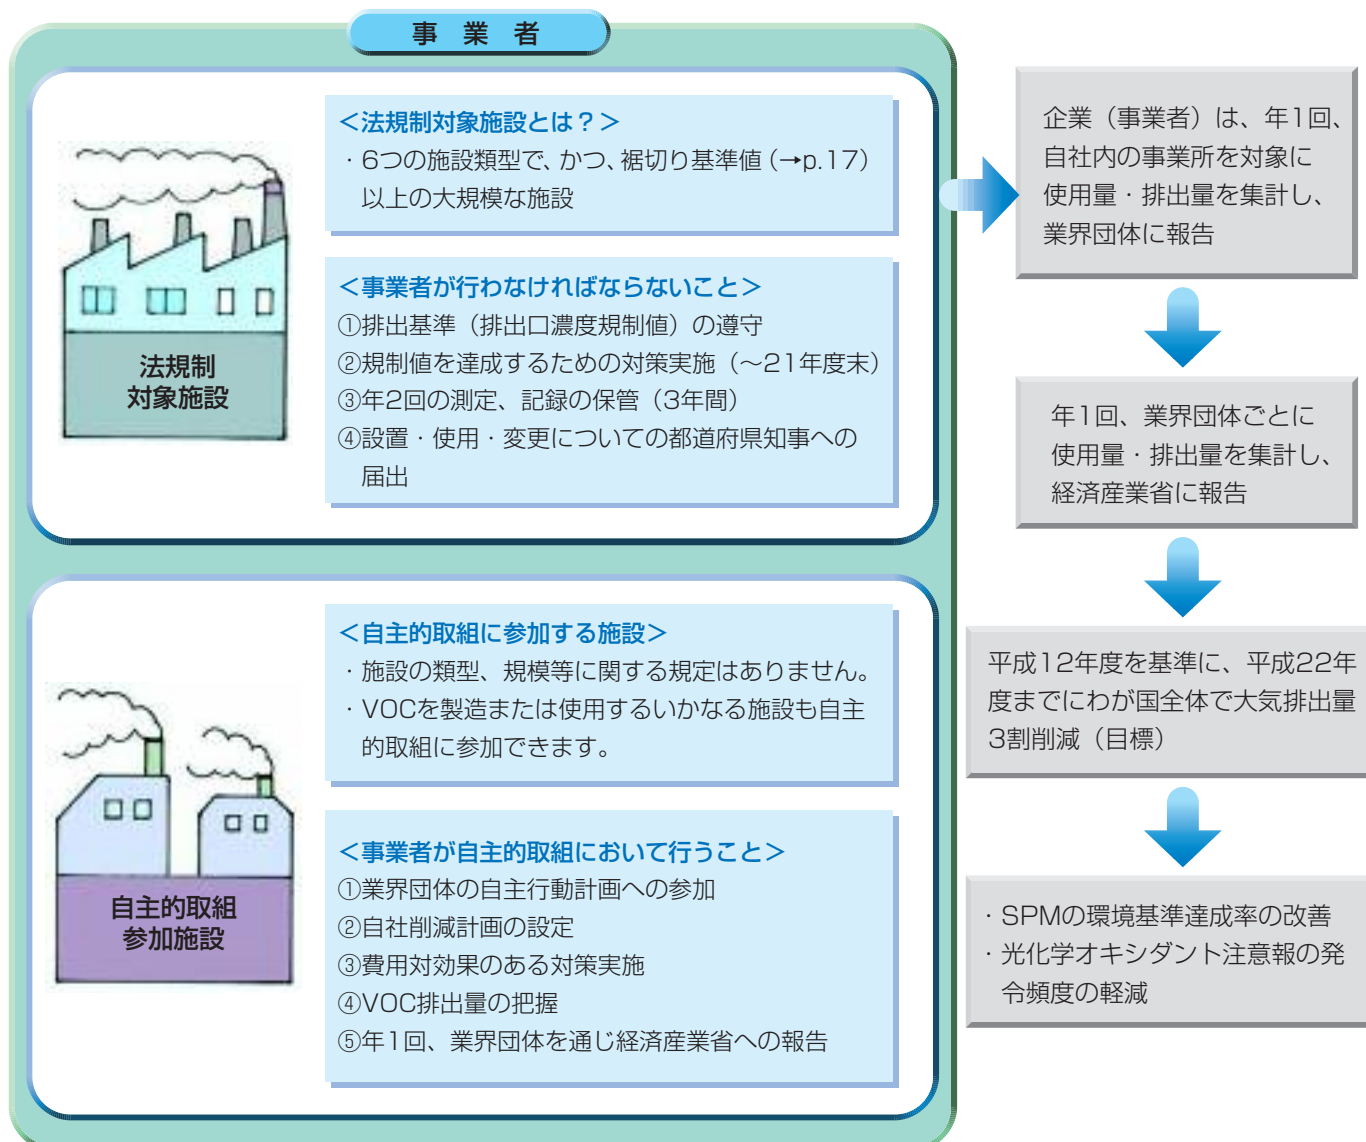 事 業 者
法規制
対象施設
＜法規制対象施設とは？＞
・6つの施設類型で、かつ、裾切り基準値（→p.17）
以上の大規模な施設
＜事業者が行わなければならないこと＞
①排出基準（排出口濃度規制値）の遵守
②規制値を達成するための対策実施（〜21年度末）
③年2回の測定、記録の保管（3年間）
④設置・使用・変更についての都道府県知事への
届出
自主的取組
参加施設
＜自主的取組に参加する施設＞
・施設の類型、規模等に関する規定はありません。
・VOCを製造または使用するいかなる施設も自主
的取組に参加できます。
＜事業者が自主的取組において行うこと＞
①業界団体の自主行動計画への参加
②自社削減計画の設定
③費用対効果のある対策実施
④VOC排出量の把握
⑤年1回、業界団体を通じ経済産業省への報告
企業（事業者）は、年1回、
自社内の事業所を対象に
使用量・排出量を集計し、
業界団体に報告
年1回、業界団体ごとに
使用量・排出量を集計し、
経済産業省に報告
平成12年度を基準に、平成22年
度までにわが国全体で大気排出量
3割削減（目標）
・SPMの環境基準達成率の改善
・光化学オキシダント注意報の発
令頻度の軽減